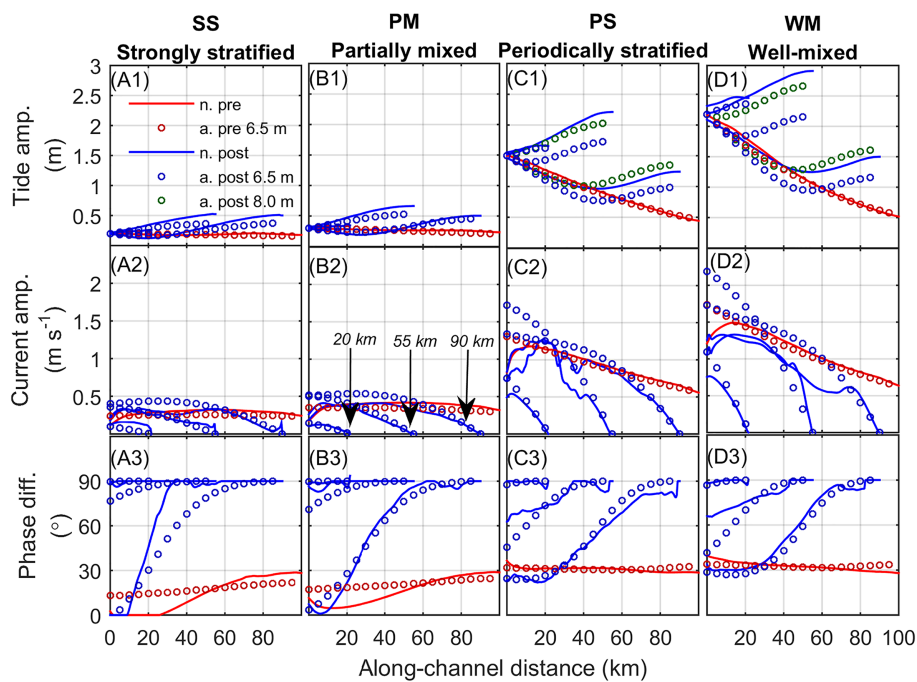 SS PM PS WM
Strongly stratified Partially mixed Periodically stratified Well-mixed
(A1) (B1) (C1) (D1)
3
2.5
2
1.5
1
0.5
Tide amp.
(m)
n. pre
a. pre 6.5 m
n. post
a. post 6.5 m
a. post 8.0 m
(A2) (B2) (C2) (D2)
2
1.5
1
0.5
Current amp.
(m s⁻¹)
20 km 55 km 90 km
(A3) (B3) (C3) (D3)
90
60
30
0
Phase diff.
(°)
0 20 40 60 80 20 40 60 80 0 20 40 60 80 0 20 40 60 80 100
Along-channel distance (km)